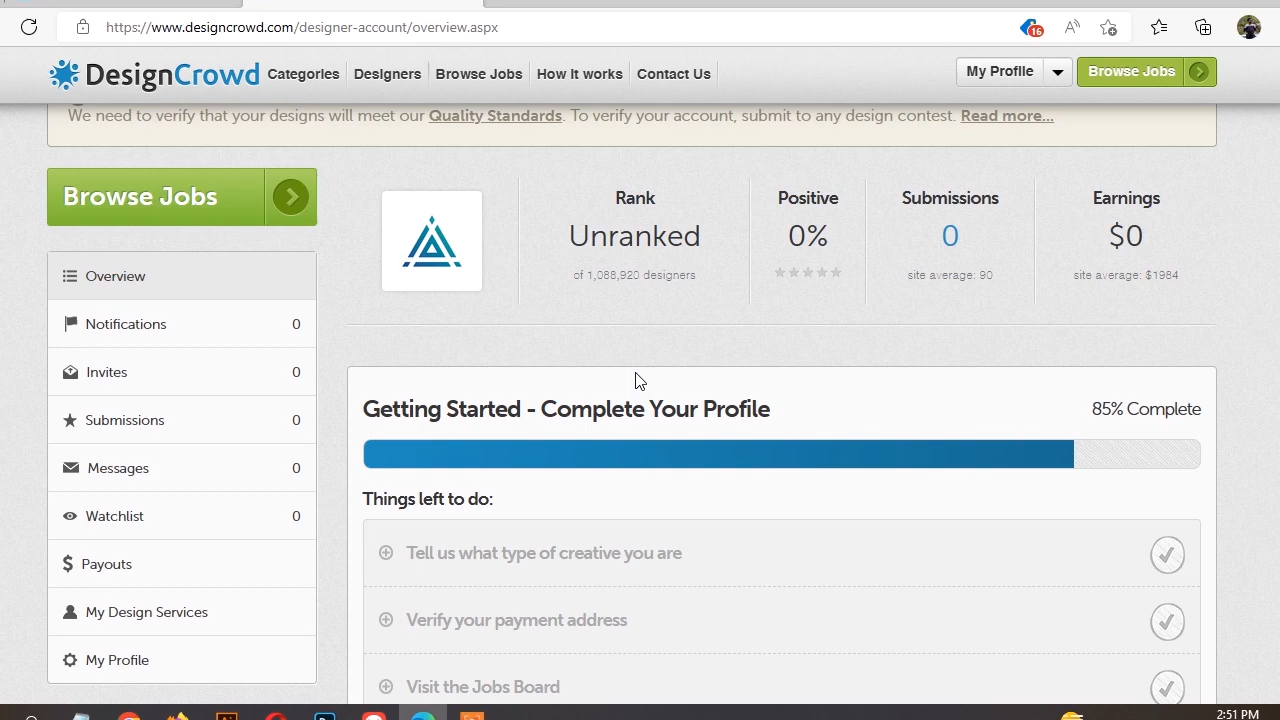 https://www.designcrowd.com/designer-account/overview.aspx
16
DesignCrowd
Categories
Designers
Browse Jobs
How it works
Contact Us
My Profile
Browse Jobs
We need to verify that your designs will meet our Quality Standards. To verify your account, submit to any design contest. Read more...
Browse Jobs
Overview
Notifications 0
Invites 0
Submissions 0
Messages 0
Watchlist 0
Payouts
My Design Services
My Profile
Rank
Unranked
of 1,088,920 designers
Positive
0%
Submissions
0
site average: 90
Earnings
$0
site average: $1984
Getting Started - Complete Your Profile
85% Complete
Things left to do:
Tell us what type of creative you are
Verify your payment address
Visit the Jobs Board
2:51 PM